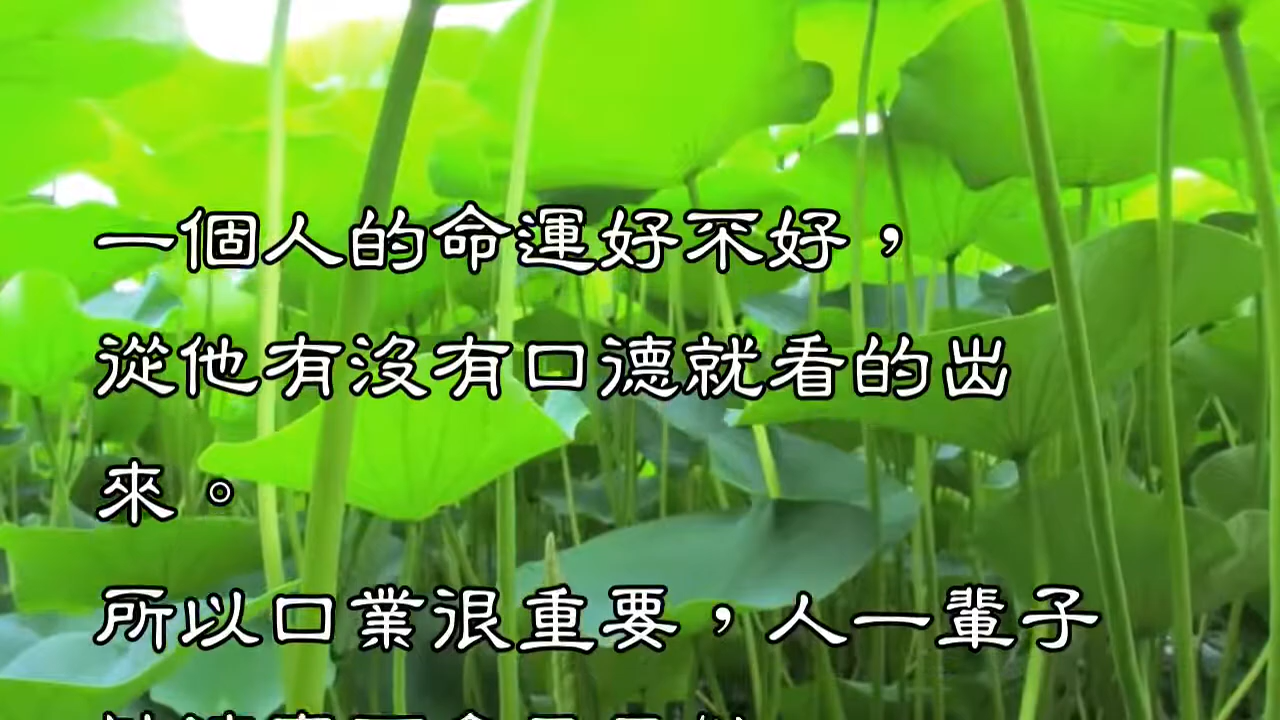 一個人的命運好不好，
從他有沒有口德就看的出
來。
所以口業很重要，人一輩子